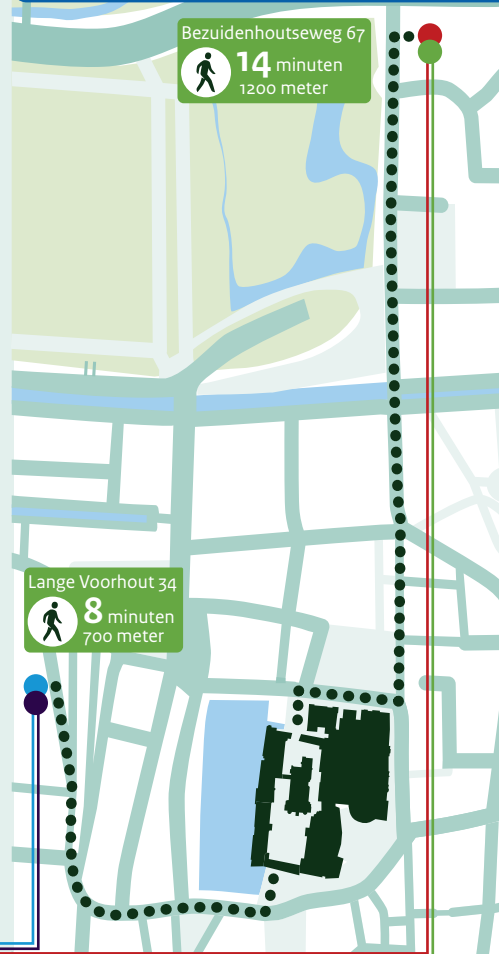 Bezuidenhoutseweg 67
14 minuten
1200 meter
Lange Voorhout 34
8 minuten
700 meter